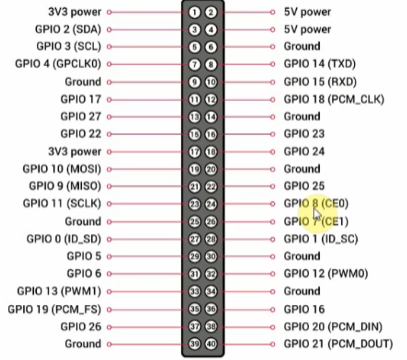 3V3 power 1 2 5V power
GPIO 2 (SDA) 3 4 5V power
GPIO 3 (SCL) 5 6 Ground
GPIO 4 (GPCLK0) 7 8 GPIO 14 (TXD)
Ground 9 10 GPIO 15 (RXD)
GPIO 17 11 12 GPIO 18 (PCM_CLK)
GPIO 27 13 14 Ground
GPIO 22 15 16 GPIO 23
3V3 power 17 18 GPIO 24
GPIO 10 (MOSI) 19 20 Ground
GPIO 9 (MISO) 21 22 GPIO 25
GPIO 11 (SCLK) 23 24 GPIO 8 (CE0)
Ground 25 26 GPIO 7 (CE1)
GPIO 0 (ID_SD) 27 28 GPIO 1 (ID_SC)
GPIO 5 29 30 Ground
GPIO 6 31 32 GPIO 12 (PWM0)
GPIO 13 (PWM1) 33 34 Ground
GPIO 19 (PCM_FS) 35 36 GPIO 16
GPIO 26 37 38 GPIO 20 (PCM_DIN)
Ground 39 40 GPIO 21 (PCM_DOUT)